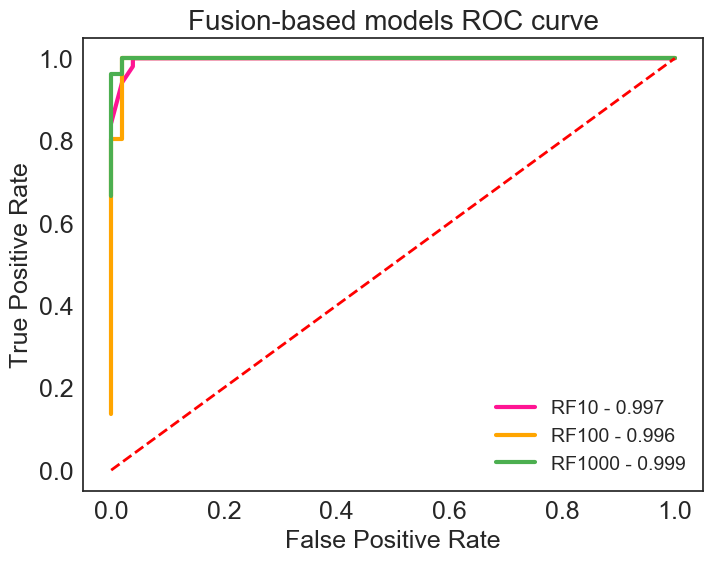 Fusion-based models ROC curve
True Positive Rate
1.0
0.8
0.6
0.4
0.2
0.0
RF10 - 0.997
RF100 - 0.996
RF1000 - 0.999
0.0 0.2 0.4 0.6 0.8 1.0
False Positive Rate